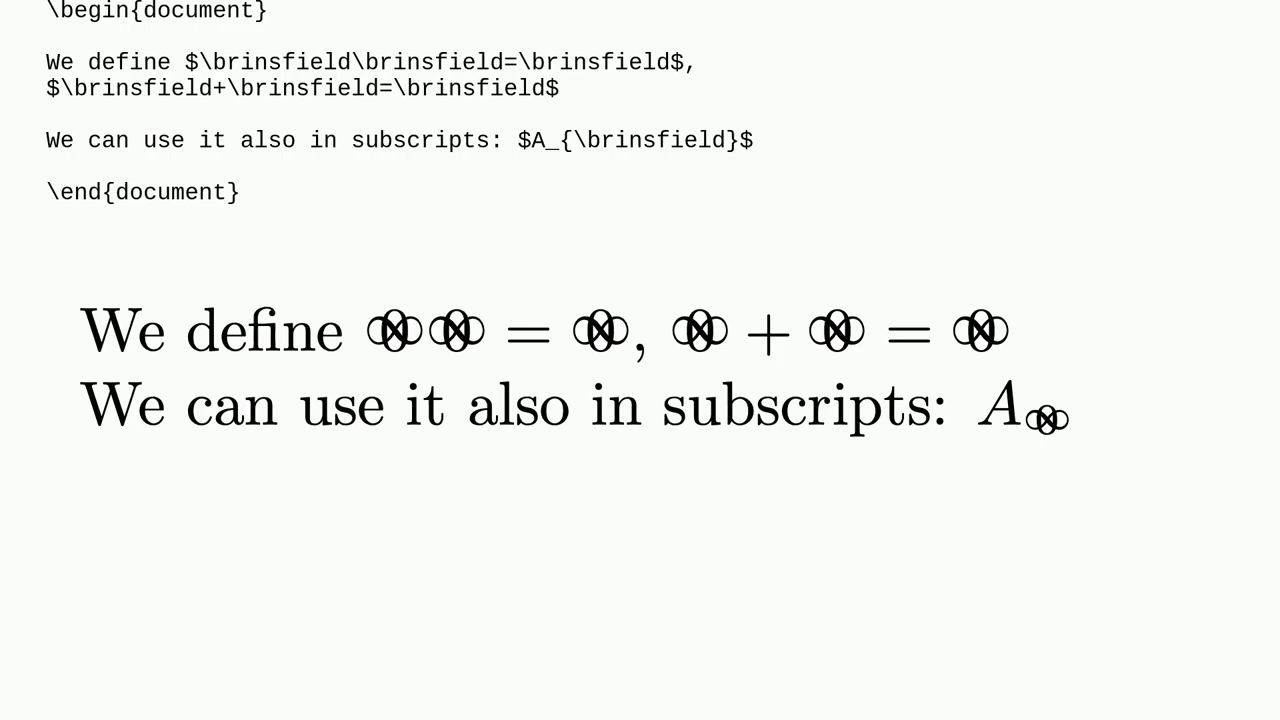 \begin{document}
We define $\brinsfield\brinsfield=\brinsfield$,
$\brinsfield+\brinsfield=\brinsfield$
We can use it also in subscripts: $A_{\brinsfield}$
\end{document}
We define = , + =
We can use it also in subscripts: A